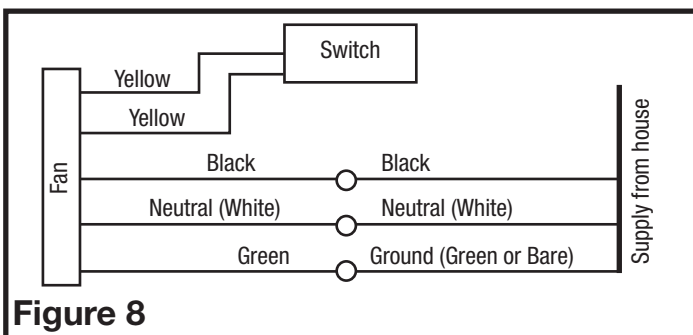 Switch
Yellow
Yellow
Fan
Black
Black
Neutral (White)
Neutral (White)
Green
Ground (Green or Bare)
Supply from house
Figure 8